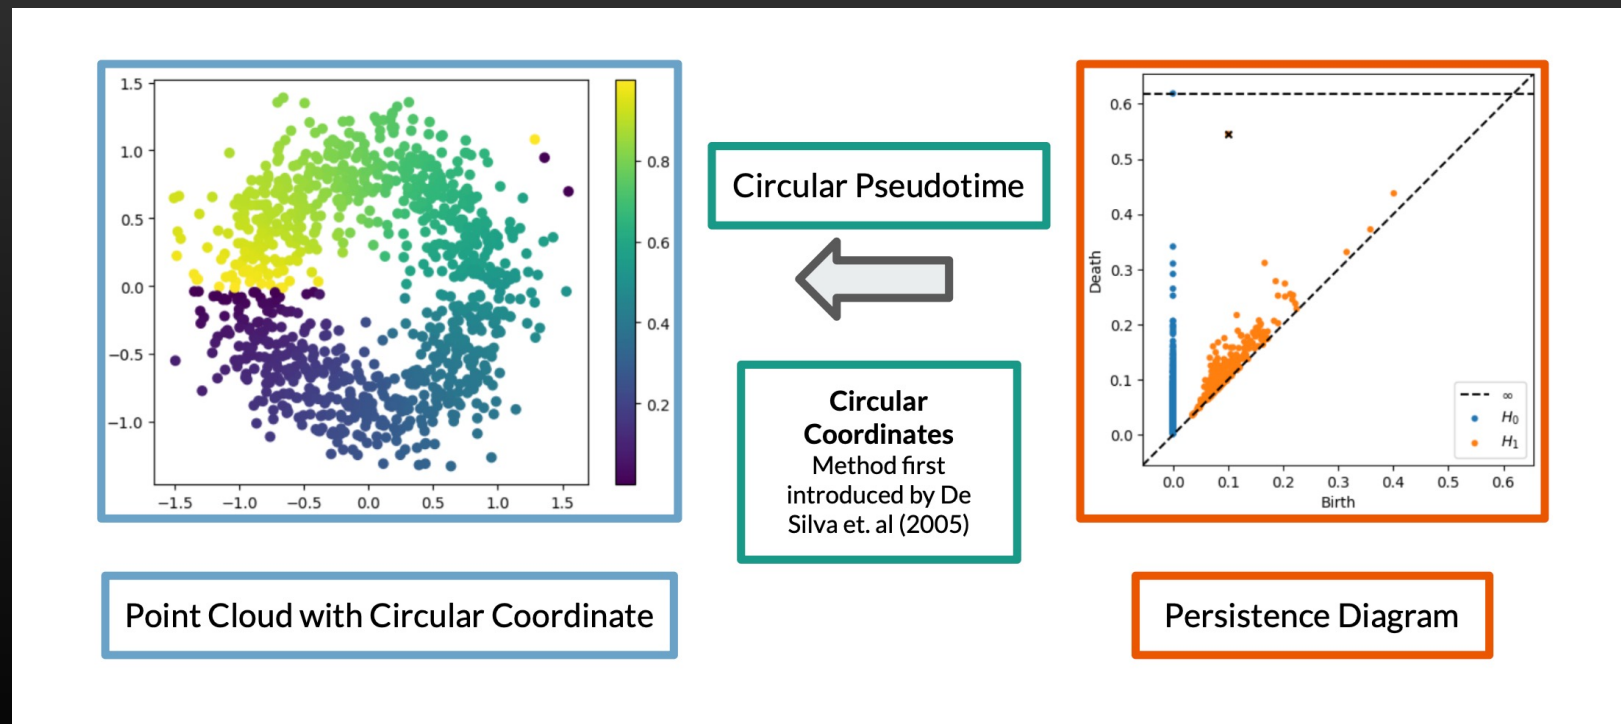 1.5
1.0
0.5
0.0
−0.5
−1.0
−1.5
−1.0
−0.5
0.0
0.5
1.0
1.5
0.8
0.6
0.4
0.2
Point Cloud with Circular Coordinate
Circular Pseudotime
Circular
Coordinates
Method first
introduced by De
Silva et. al (2005)
0.6
0.5
0.4
0.3
0.2
0.1
0.0
Death
0.0
0.1
0.2
0.3
0.4
0.5
0.6
Birth
∞
H₀
H₁
Persistence Diagram